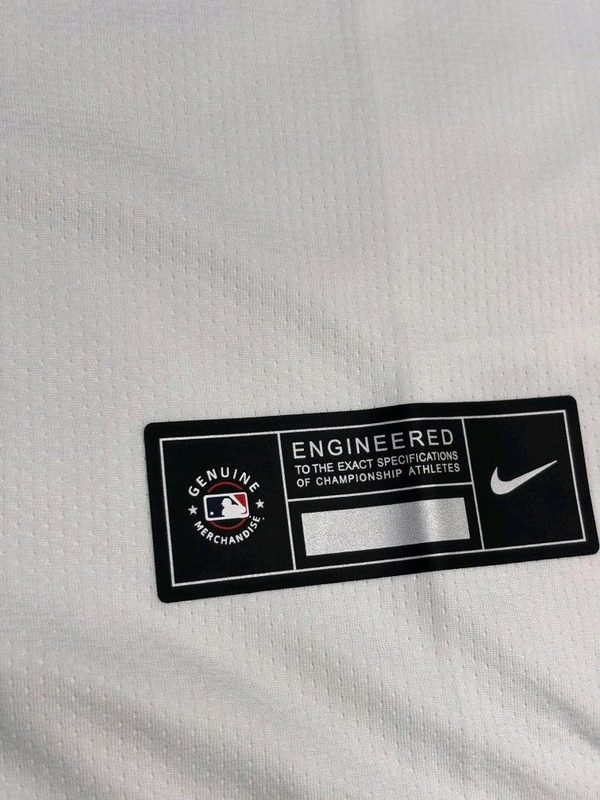 GENUINE
MERCHANDISE
ENGINEERED
TO THE EXACT SPECIFICATIONS
OF CHAMPIONSHIP ATHLETES